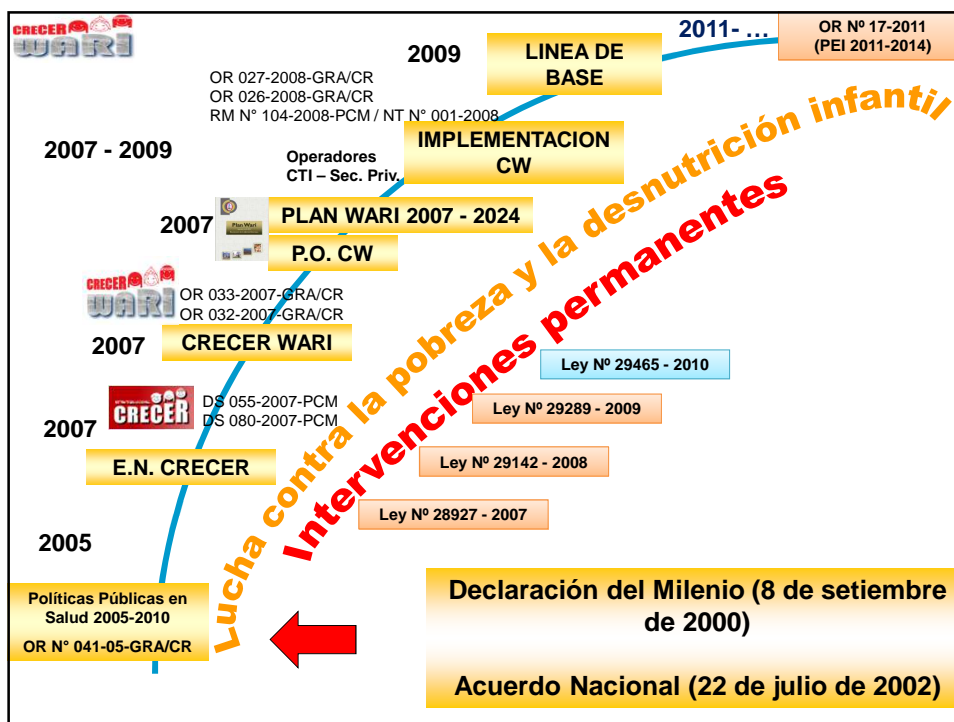 CRECER
WARI
2011- ...
OR Nº 17-2011
(PEI 2011-2014)
2009
LINEA DE
BASE
OR 027-2008-GRA/CR
OR 026-2008-GRA/CR
RM N° 104-2008-PCM / NT N° 001-2008
2007 - 2009
IMPLEMENTACION
CW
Operadores
CTI – Sec. Priv.
2007
Plan Wari
PLAN WARI 2007 - 2024
P.O. CW
CRECER
WARI
OR 033-2007-GRA/CR
OR 032-2007-GRA/CR
2007
CRECER WARI
CRECER
DS 055-2007-PCM
DS 080-2007-PCM
2007
E.N. CRECER
2005
Políticas Públicas en
Salud 2005-2010
OR N° 041-05-GRA/CR
Lucha contra la pobreza y la desnutrición infantil
Intervenciones permanentes
Ley Nº 29465 - 2010
Ley Nº 29289 - 2009
Ley Nº 29142 - 2008
Ley Nº 28927 - 2007
Declaración del Milenio (8 de setiembre
de 2000)
Acuerdo Nacional (22 de julio de 2002)